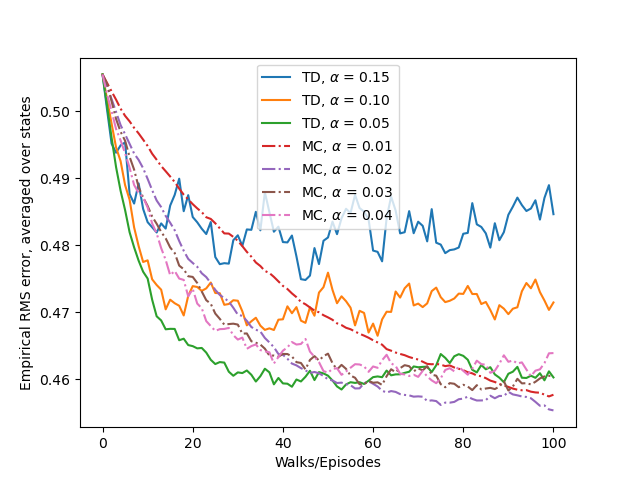 TD, α = 0.15
TD, α = 0.10
TD, α = 0.05
MC, α = 0.01
MC, α = 0.02
MC, α = 0.03
MC, α = 0.04
0.50
0.49
0.48
0.47
0.46
Empirical RMS error, averaged over states
0 20 40 60 80 100
Walks/Episodes